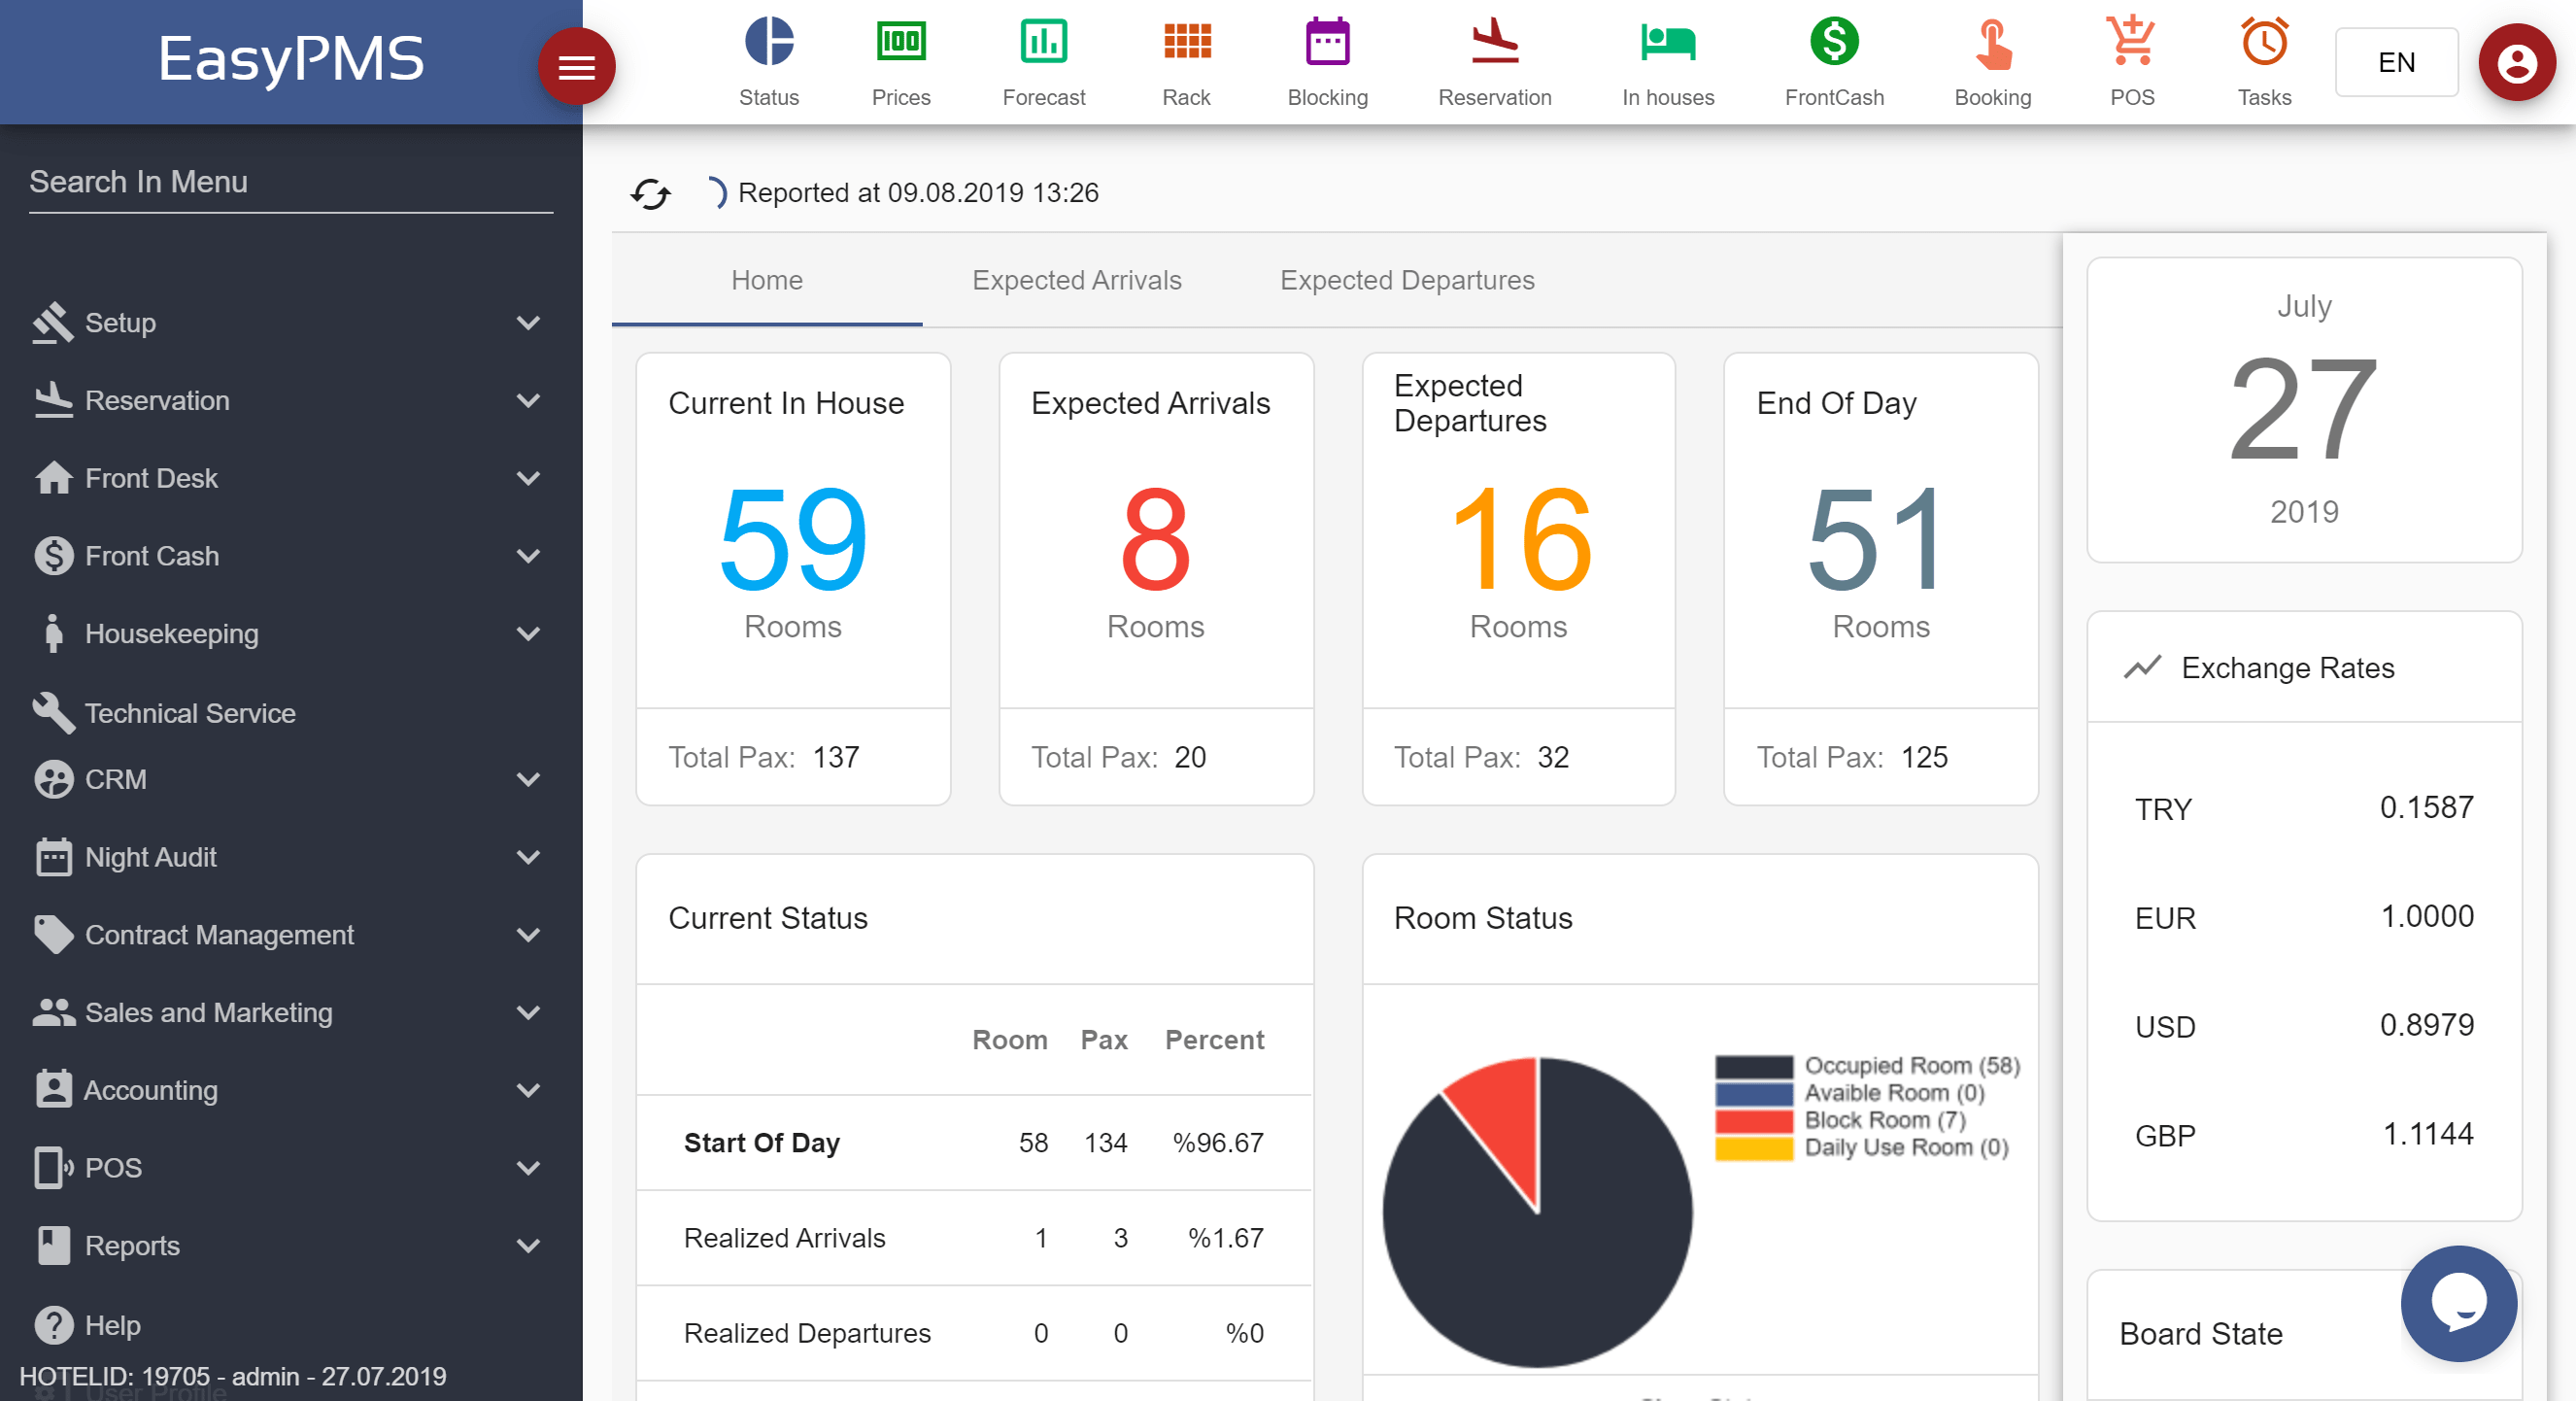 EasyPMS
Status
Prices
Forecast
Rack
Blocking
Reservation
In houses
FrontCash
Booking
POS
Tasks
EN
Search In Menu
Setup
Reservation
Front Desk
Front Cash
Housekeeping
Technical Service
CRM
Night Audit
Contract Management
Sales and Marketing
Accounting
POS
Reports
Help
HOTELID: 19705 - admin - 27.07.2019
User Profile
Reported at 09.08.2019 13:26
Home
Expected Arrivals
Expected Departures
Current In House
59
Rooms
Total Pax: 137
Expected Arrivals
8
Rooms
Total Pax: 20
Expected
Departures
16
Rooms
Total Pax: 32
End Of Day
51
Rooms
Total Pax: 125
Current Status
Room Pax Percent
Start Of Day 58 134 %96.67
Realized Arrivals 1 3 %1.67
Realized Departures 0 0 %0
Room Status
Occupied Room (58)
Avaible Room (0)
Block Room (7)
Daily Use Room (0)
July
27
2019
Exchange Rates
TRY 0.1587
EUR 1.0000
USD 0.8979
GBP 1.1144
Board State